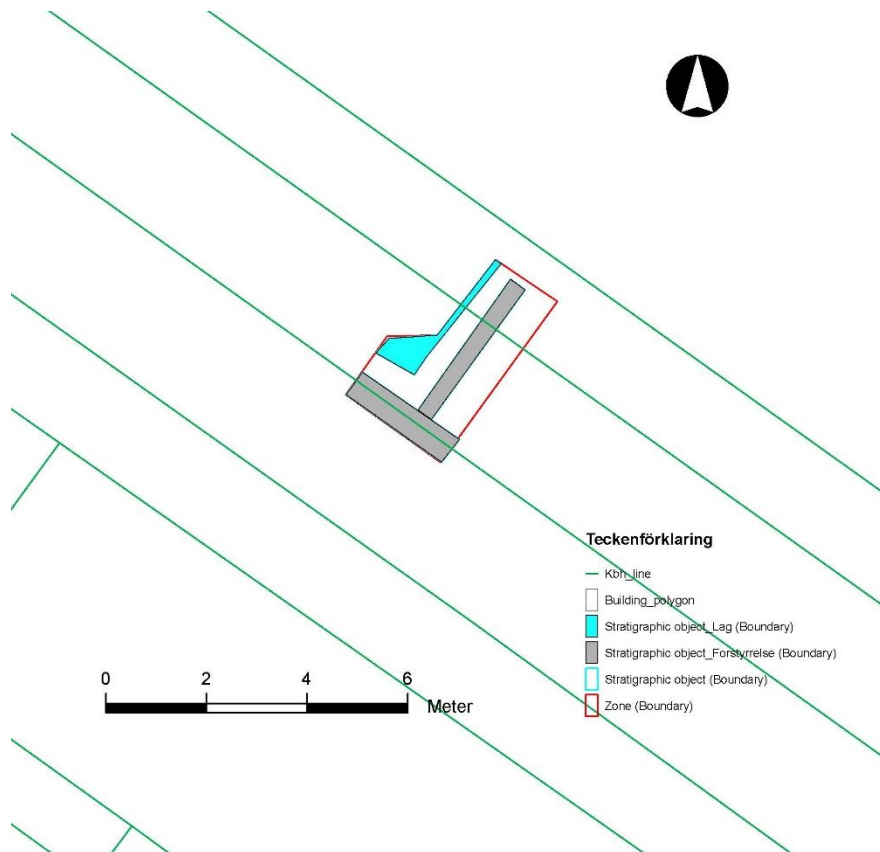 Teckenförklaring
Kbh_line
Building_polygon
Stratigraphic object_Lag (Boundary)
Stratigraphic object_Forstyrrelse (Boundary)
Stratigraphic object (Boundary)
Zone (Boundary)
0 2 4 6
Meter